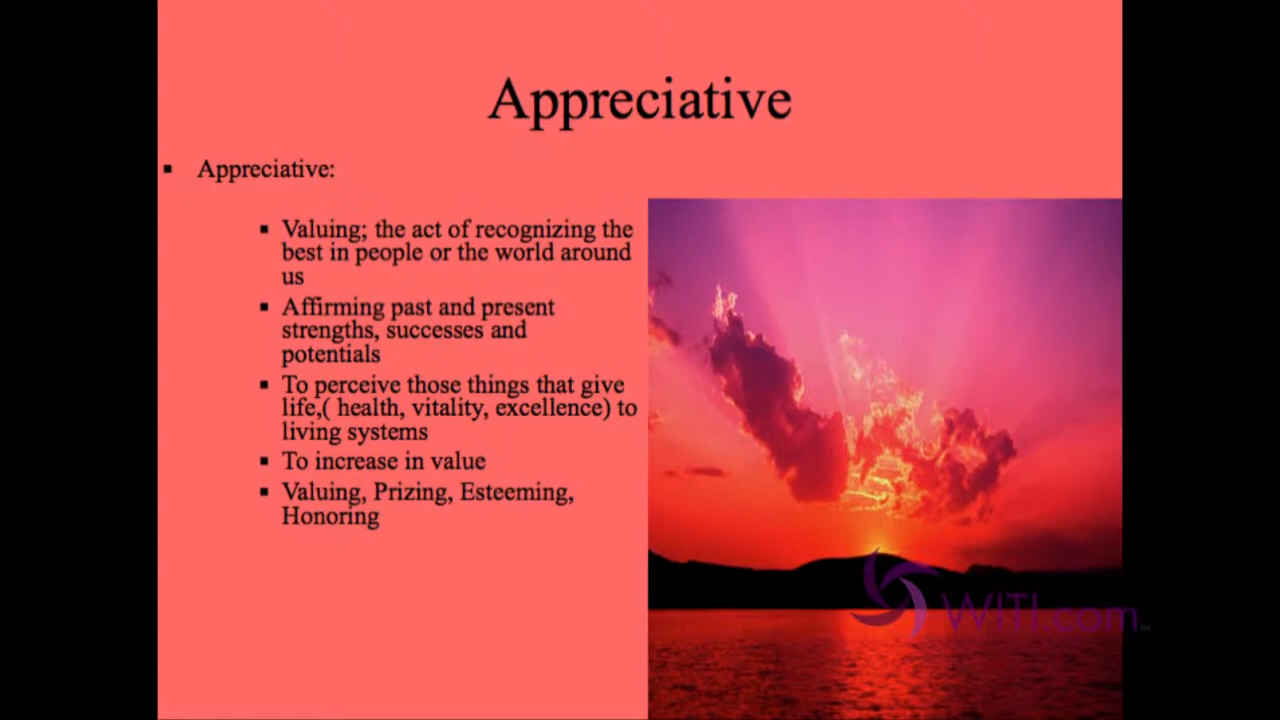 Appreciative
Appreciative:
Valuing; the act of recognizing the
best in people or the world around
us
Affirming past and present
strengths, successes and
potentials
To perceive those things that give
life,( health, vitality, excellence) to
living systems
To increase in value
Valuing, Prizing, Esteeming,
Honoring
WITI.com™